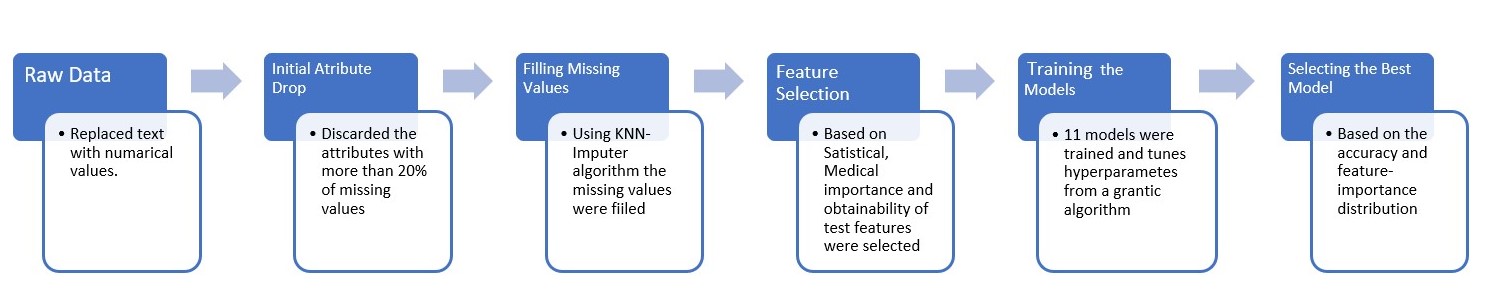 Raw Data
• Replaced text
with numarical
values.
Initial Atribute
Drop
• Discarded the
attributes with
more than 20%
of missing
values
Filling Missing
Values
• Using KNN-
Imputer
algorithm the
missing values
were fiiled
Feature
Selection
• Based on
Satistical,
Medical
importance and
obtainability of
test features
were selected
Training the
Models
• 11 models were
trained and tunes
hyperparametes
from a grantic
algorithm
Selecting the Best
Model
• Based on the
accuracy and
feature-
importance
distribution